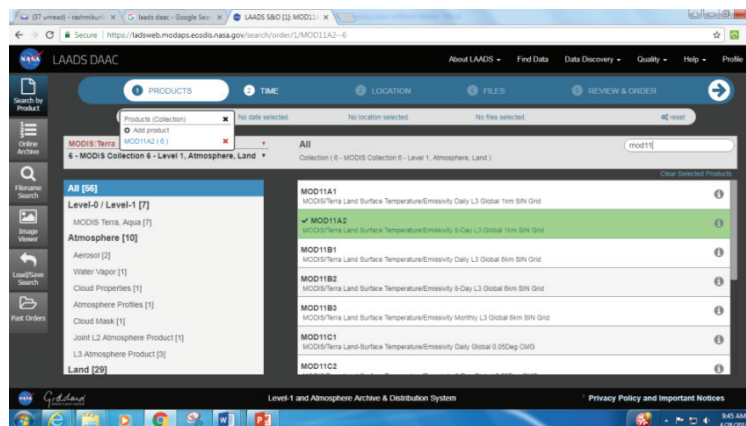 (37 unread) - rashmikuri
laads daac - Google Sear
LAADS S&O [1]: MOD11
Secure | https://ladsweb.modaps.eosdis.nasa.gov/search/order/1/MOD11A2--6
LAADS DAAC
About LAADS
Find Data
Data Discovery
Quality
Help
Profile
Search by Product
1 PRODUCTS
2 TIME
3 LOCATION
4 FILES
5 REVIEW & ORDER
Products (Collection)
Add product
MOD11A2 ( 6 )
No date selected.
No location selected.
No files selected.
reset
Online Archive
Filename Search
Image Viewer
Load/Save Search
Past Orders
MODIS:Terra
6 - MODIS Collection 6 - Level 1, Atmosphere, Land
All
Collection ( 6 - MODIS Collection 6 - Level 1, Atmosphere, Land )
mod11
Clear Selected Products
All [56]
Level-0 / Level-1 [7]
MODIS Terra, Aqua [7]
Atmosphere [10]
Aerosol [2]
Water Vapor [1]
Cloud Properties [1]
Atmosphere Profiles [1]
Cloud Mask [1]
Joint L2 Atmosphere Product [1]
L3 Atmosphere Product [3]
Land [29]
MOD11A1
MODIS/Terra Land Surface Temperature/Emissivity Daily L3 Global 1km SIN Grid
MOD11A2
MODIS/Terra Land Surface Temperature/Emissivity 8-Day L3 Global 1km SIN Grid
MOD11B1
MODIS/Terra Land Surface Temperature/Emissivity Daily L3 Global 6km SIN Grid
MOD11B2
MODIS/Terra Land Surface Temperature/Emissivity 8-Day L3 Global 6km SIN Grid
MOD11B3
MODIS/Terra Land Surface Temperature/Emissivity Monthly L3 Global 6km SIN Grid
MOD11C1
MODIS/Terra Land-Surface Temperature/Emissivity Daily Global 0.05Deg CMG
MOD11C2
NASA
Goddard
Level-1 and Atmosphere Archive & Distribution System
Privacy Policy and Important Notices
9:45 AM